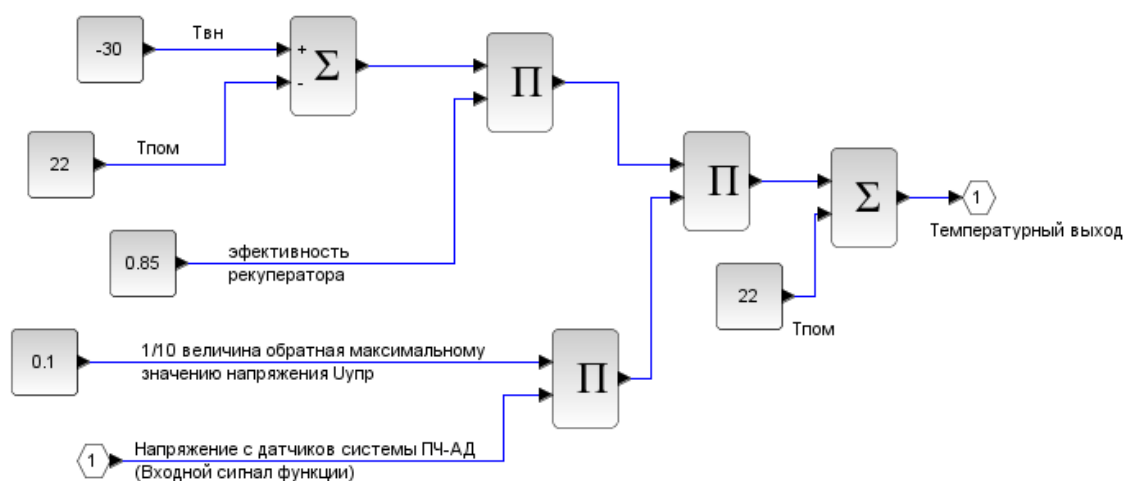 -30
Твн
+
-
Σ
П
22
Тпом
П
Σ
1
Температурный выход
0.85
эфективность
рекуператора
22
Тпом
0.1
1/10 величина обратная максимальному
значению напряжения Uупр
П
1
Напряжение с датчиков системы ПЧ-АД
(Входной сигнал функции)